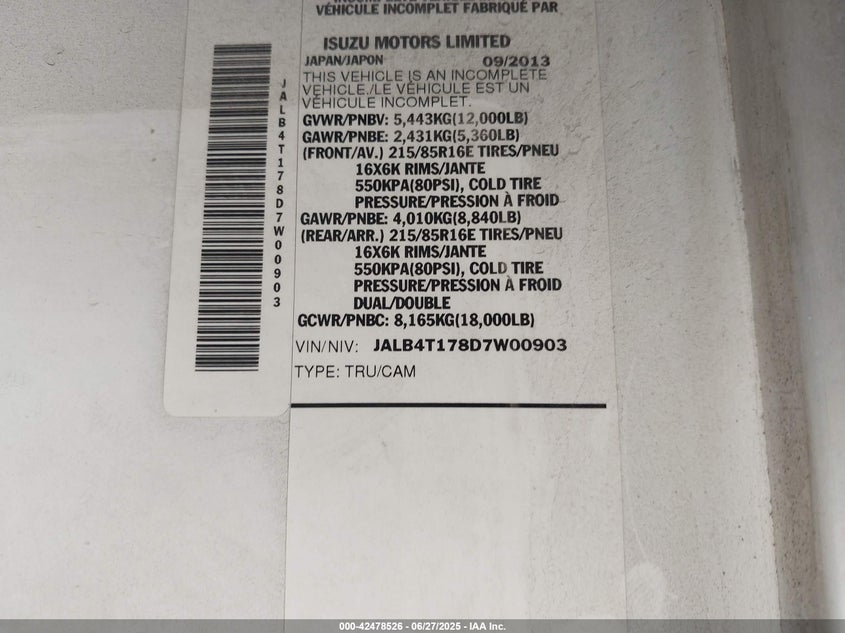 VÉHICULE INCOMPLET FABRIQUÉ PAR
ISUZU MOTORS LIMITED
JAPAN/JAPON 09/2013
THIS VEHICLE IS AN INCOMPLETE
VEHICLE./LE VÉHICULE EST UN
VÉHICULE INCOMPLET.
GVWR/PNBV: 5,443KG(12,000LB)
GAWR/PNBE: 2,431KG(5,360LB)
(FRONT/AV.) 215/85R16E TIRES/PNEU
16X6K RIMS/JANTE
550KPA(80PSI), COLD TIRE
PRESSURE/PRESSION À FROID
GAWR/PNBE: 4,010KG(8,840LB)
(REAR/ARR.) 215/85R16E TIRES/PNEU
16X6K RIMS/JANTE
550KPA(80PSI), COLD TIRE
PRESSURE/PRESSION À FROID
DUAL/DOUBLE
GCWR/PNBC: 8,165KG(18,000LB)
VIN/NIV: JALB4T178D7W00903
TYPE: TRU/CAM
JALB4T178D7W00903
000-42478526 - 06/27/2025 - IAA Inc.